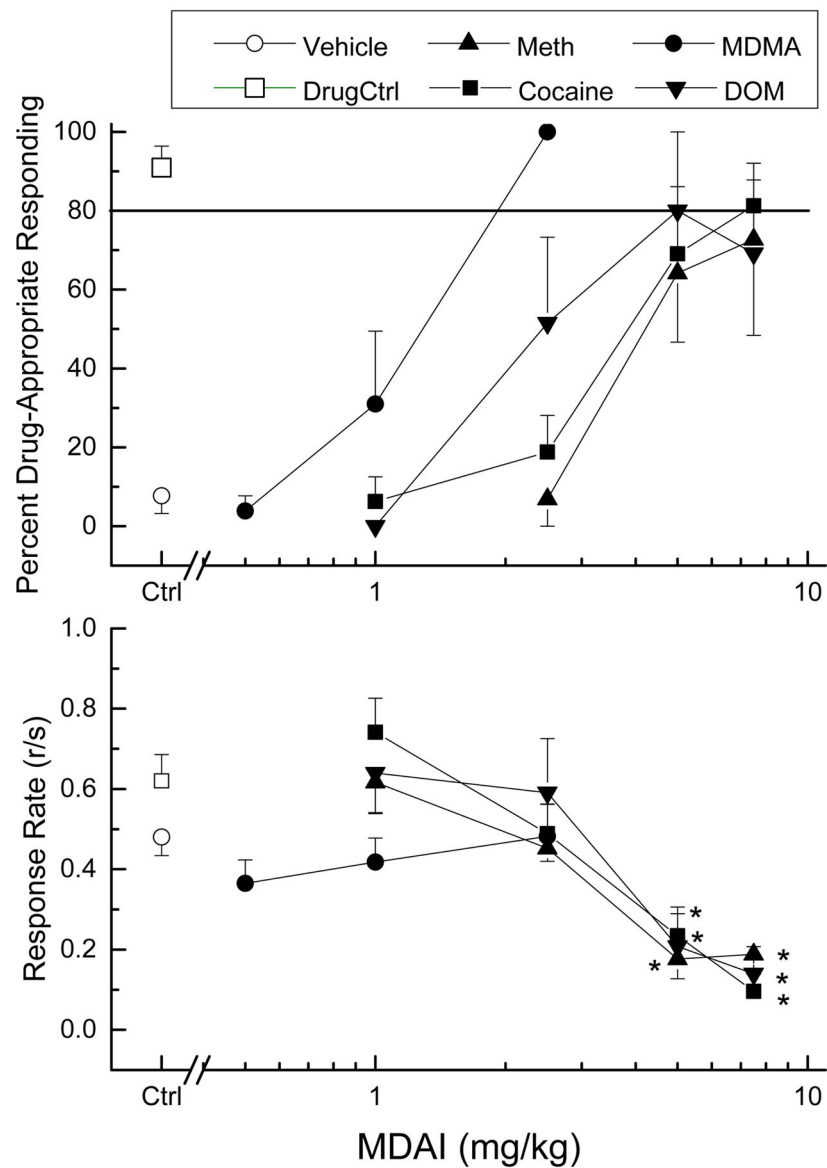 Vehicle Meth MDMA
DrugCtrl Cocaine DOM
Percent Drug-Appropriate Responding
100
80
60
40
20
0
Ctrl 1 10
Response Rate (r/s)
1.0
0.8
0.6
0.4
0.2
0.0
*
*
*
*
*
*
Ctrl 1 10
MDAI (mg/kg)